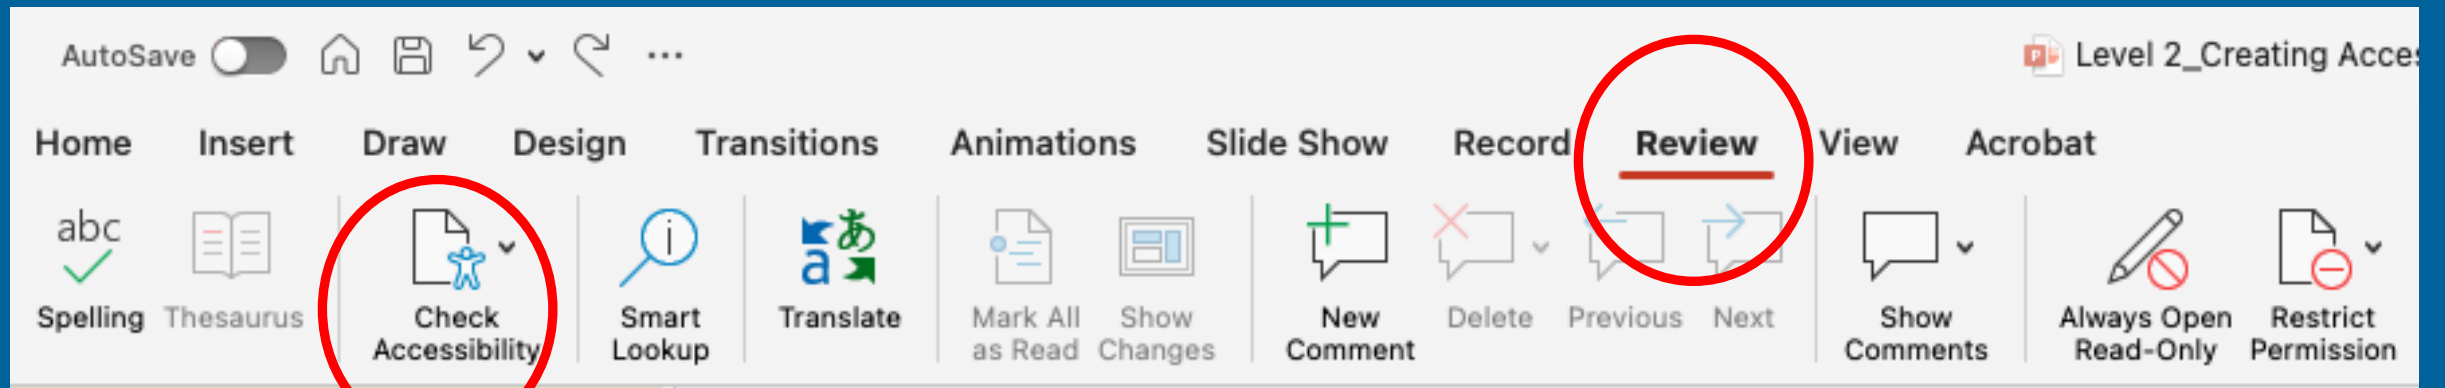 AutoSave
Level 2_Creating Acce
Home Insert Draw Design Transitions Animations Slide Show Record Review View Acrobat
abc
Spelling
Thesaurus
Check
Accessibility
Smart
Lookup
あ
a
Translate
Mark All
as Read
Show
Changes
New
Comment
Delete
Previous
Next
Show
Comments
Always Open
Read-Only
Restrict
Permission